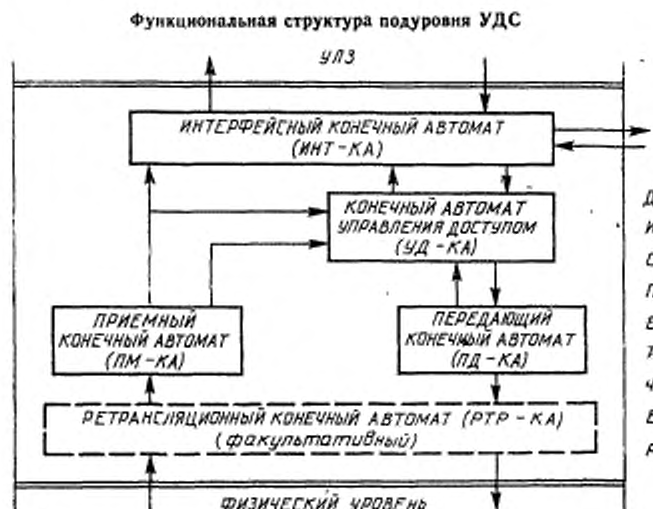 Функциональная структура подуровня УДС
УЛЗ
ИНТЕРФЕЙСНЫЙ КОНЕЧНЫЙ АВТОМАТ
(ИНТ-КА)
КОНЕЧНЫЙ АВТОМАТ
УПРАВЛЕНИЯ ДОСТУПОМ
(УД-КА)
ПРИЕМНЫЙ
КОНЕЧНЫЙ АВТОМАТ
(ПМ-КА)
ПЕРЕДАЮЩИЙ
КОНЕЧНЫЙ АВТОМАТ
(ПД-КА)
РЕТРАНСЛЯЦИОННЫЙ КОНЕЧНЫЙ АВТОМАТ (РТР-КА)
(факультативный)
ФИЗИЧЕСКИЙ УРОВЕНЬ